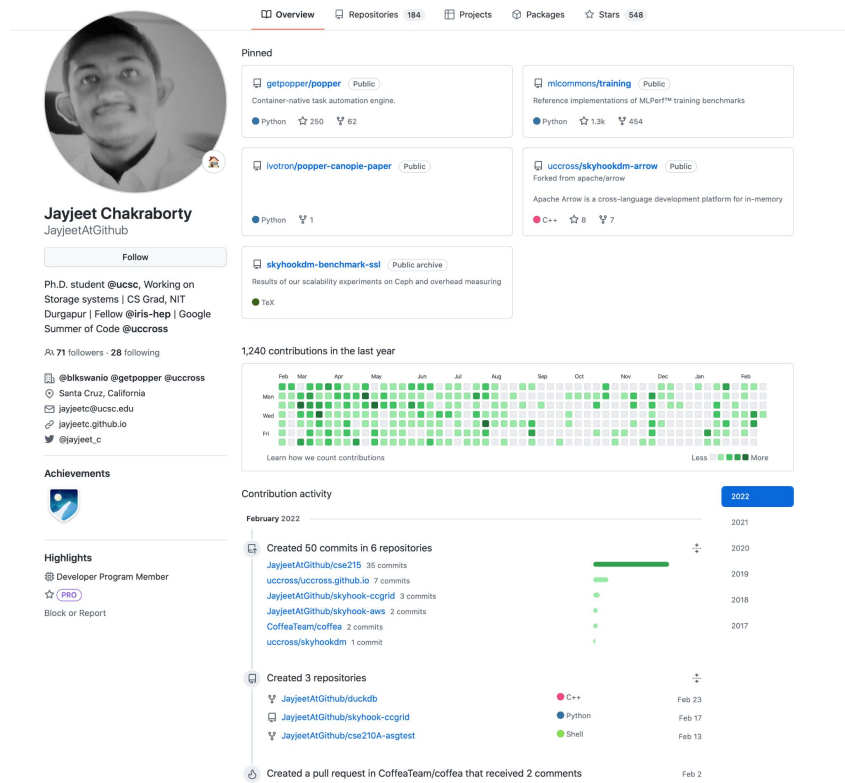 Overview Repositories 184 Projects Packages Stars 548
Jayjeet Chakraborty
JayjeetAtGithub
Follow
Ph.D. student @ucsc, Working on
Storage systems | CS Grad, NIT
Durgapur | Fellow @iris-hep | Google
Summer of Code @uccross
71 followers · 28 following
@blkswanio @getpopper @uccross
Santa Cruz, California
jayjeetc@ucsc.edu
jayjeetc.github.io
@jayjeet_c
Achievements
Highlights
Developer Program Member
PRO
Block or Report
Pinned
getpopper/popper Public
Container-native task automation engine.
Python 250 62
mlcommons/training Public
Reference implementations of MLPerf™ training benchmarks
Python 1.3k 454
ivotron/popper-canopie-paper Public
Python 1
uccross/skyhookdm-arrow Public
Forked from apache/arrow
Apache Arrow is a cross-language development platform for in-memory
C++ 8 7
skyhookdm-benchmark-ssl Public archive
Results of our scalability experiments on Ceph and overhead measuring
TeX
1,240 contributions in the last year
Feb Mar Apr May Jun Jul Aug Sep Oct Nov Dec Jan Feb
Mon
Wed
Fri
Learn how we count contributions
Less More
Contribution activity
2022
2021
2020
2019
2018
2017
February 2022
Created 50 commits in 6 repositories
JayjeetAtGithub/cse215 35 commits
uccross/uccross.github.io 7 commits
JayjeetAtGithub/skyhook-ccgrid 3 commits
JayjeetAtGithub/skyhook-aws 2 commits
CoffeaTeam/coffea 2 commits
uccross/skyhookdm 1 commit
Created 3 repositories
JayjeetAtGithub/duckdb C++ Feb 23
JayjeetAtGithub/skyhook-ccgrid Python Feb 17
JayjeetAtGithub/cse210A-asgtest Shell Feb 13
Created a pull request in CoffeaTeam/coffea that received 2 comments Feb 2